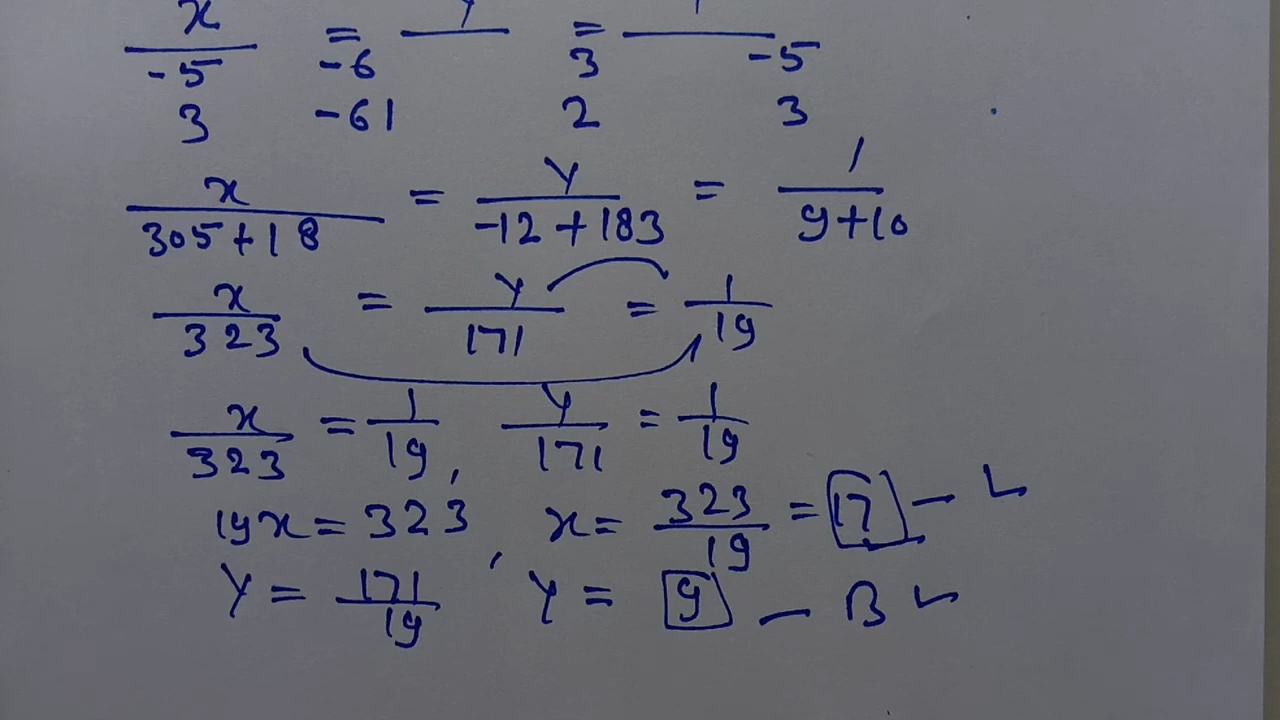 x = y = 1
-5 -6 3 -5
3 -61 2 3
x/305+18 = y/-12+183 = 1/9+10
x/323 = y/171 = 1/19
x/323 = 1/19, y/171 = 1/19
19x = 323, x = 323/19 = 17 - L
y = 171/19 y = 9 - B ✓